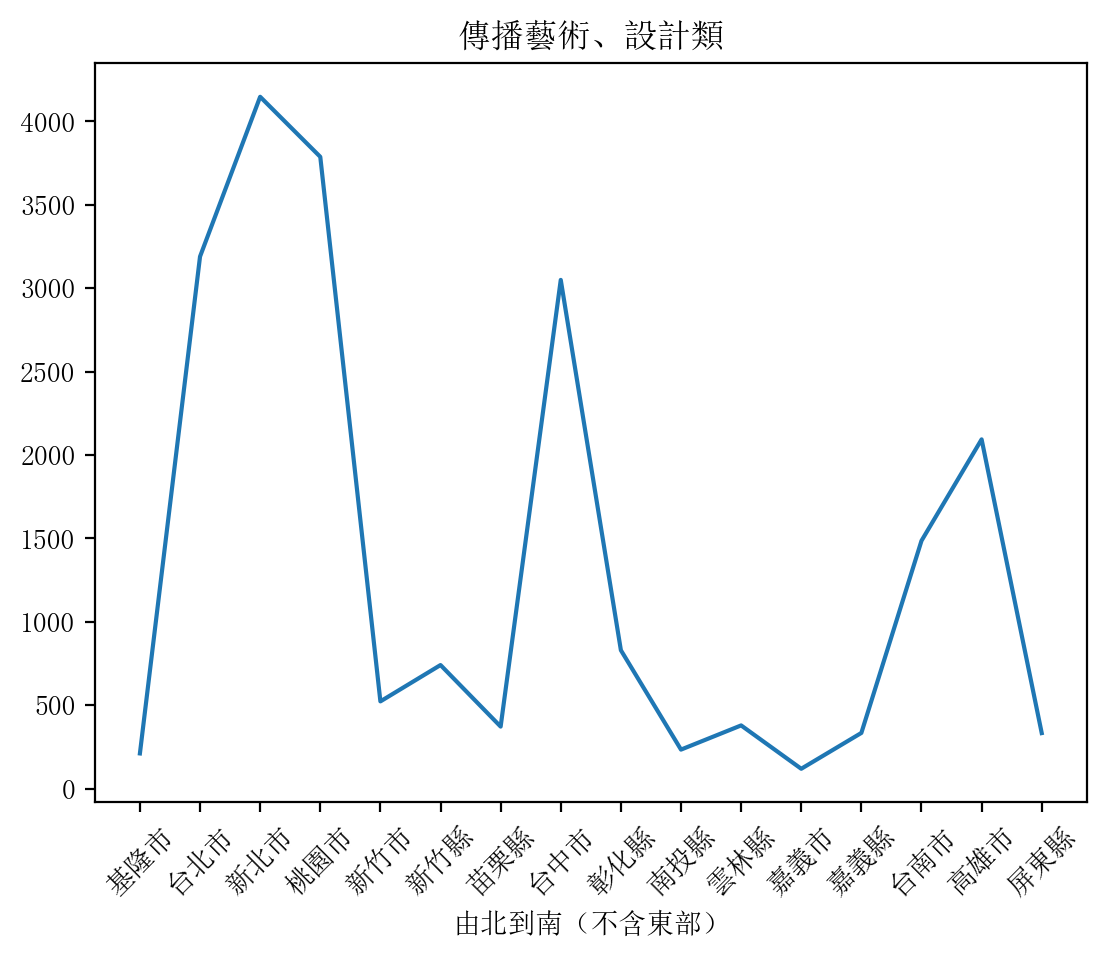 傳播藝術、設計類
4000
3500
3000
2500
2000
1500
1000
500
0
基隆市
台北市
新北市
桃園市
新竹市
新竹縣
苗栗縣
台中市
彰化縣
南投縣
雲林縣
嘉義市
嘉義縣
台南市
高雄市
屏東縣
由北到南（不含東部）